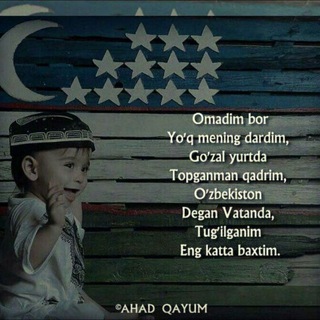 Omadim bor
Yo'q mening dardim,
Go'zal yurtda
Topganman qadrim,
O'zbekiston
Degan Vatanda,
Tug'ilganim
Eng katta baxtim.
©AHAD QAYUM